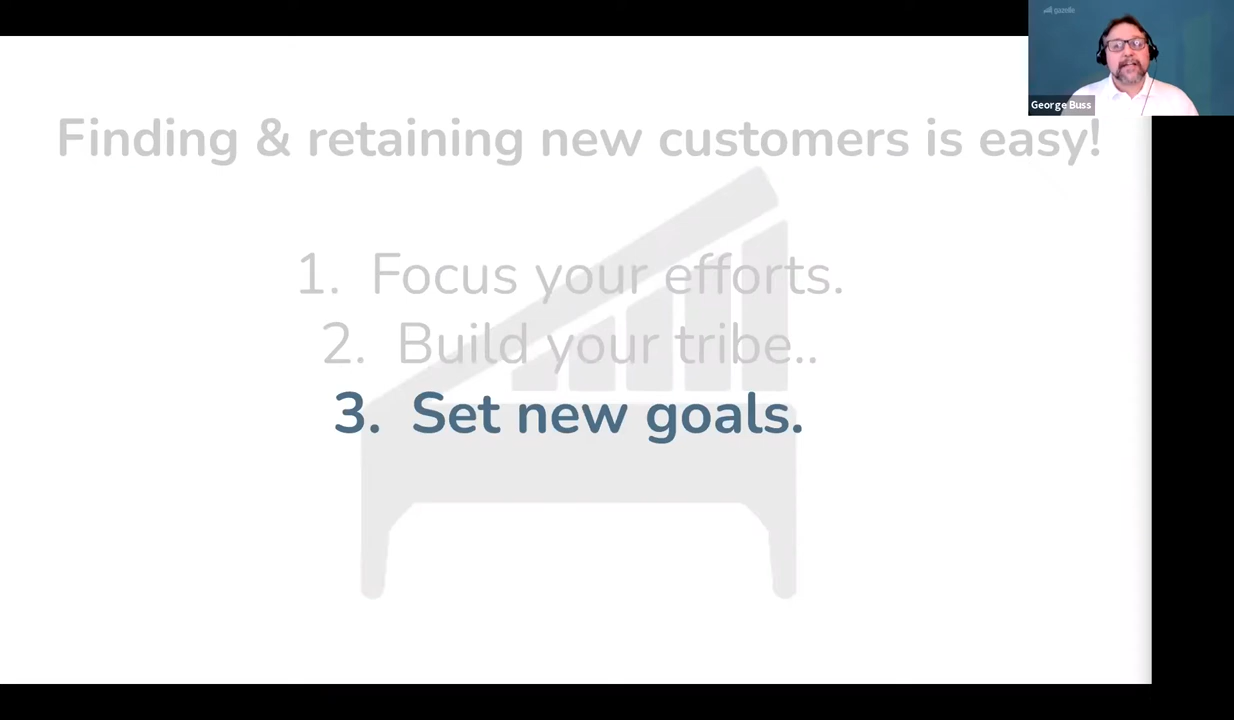 gazelle
George Buss
Finding & retaining new customers is easy!
1. Focus your efforts.
2. Build your tribe..
3. Set new goals.